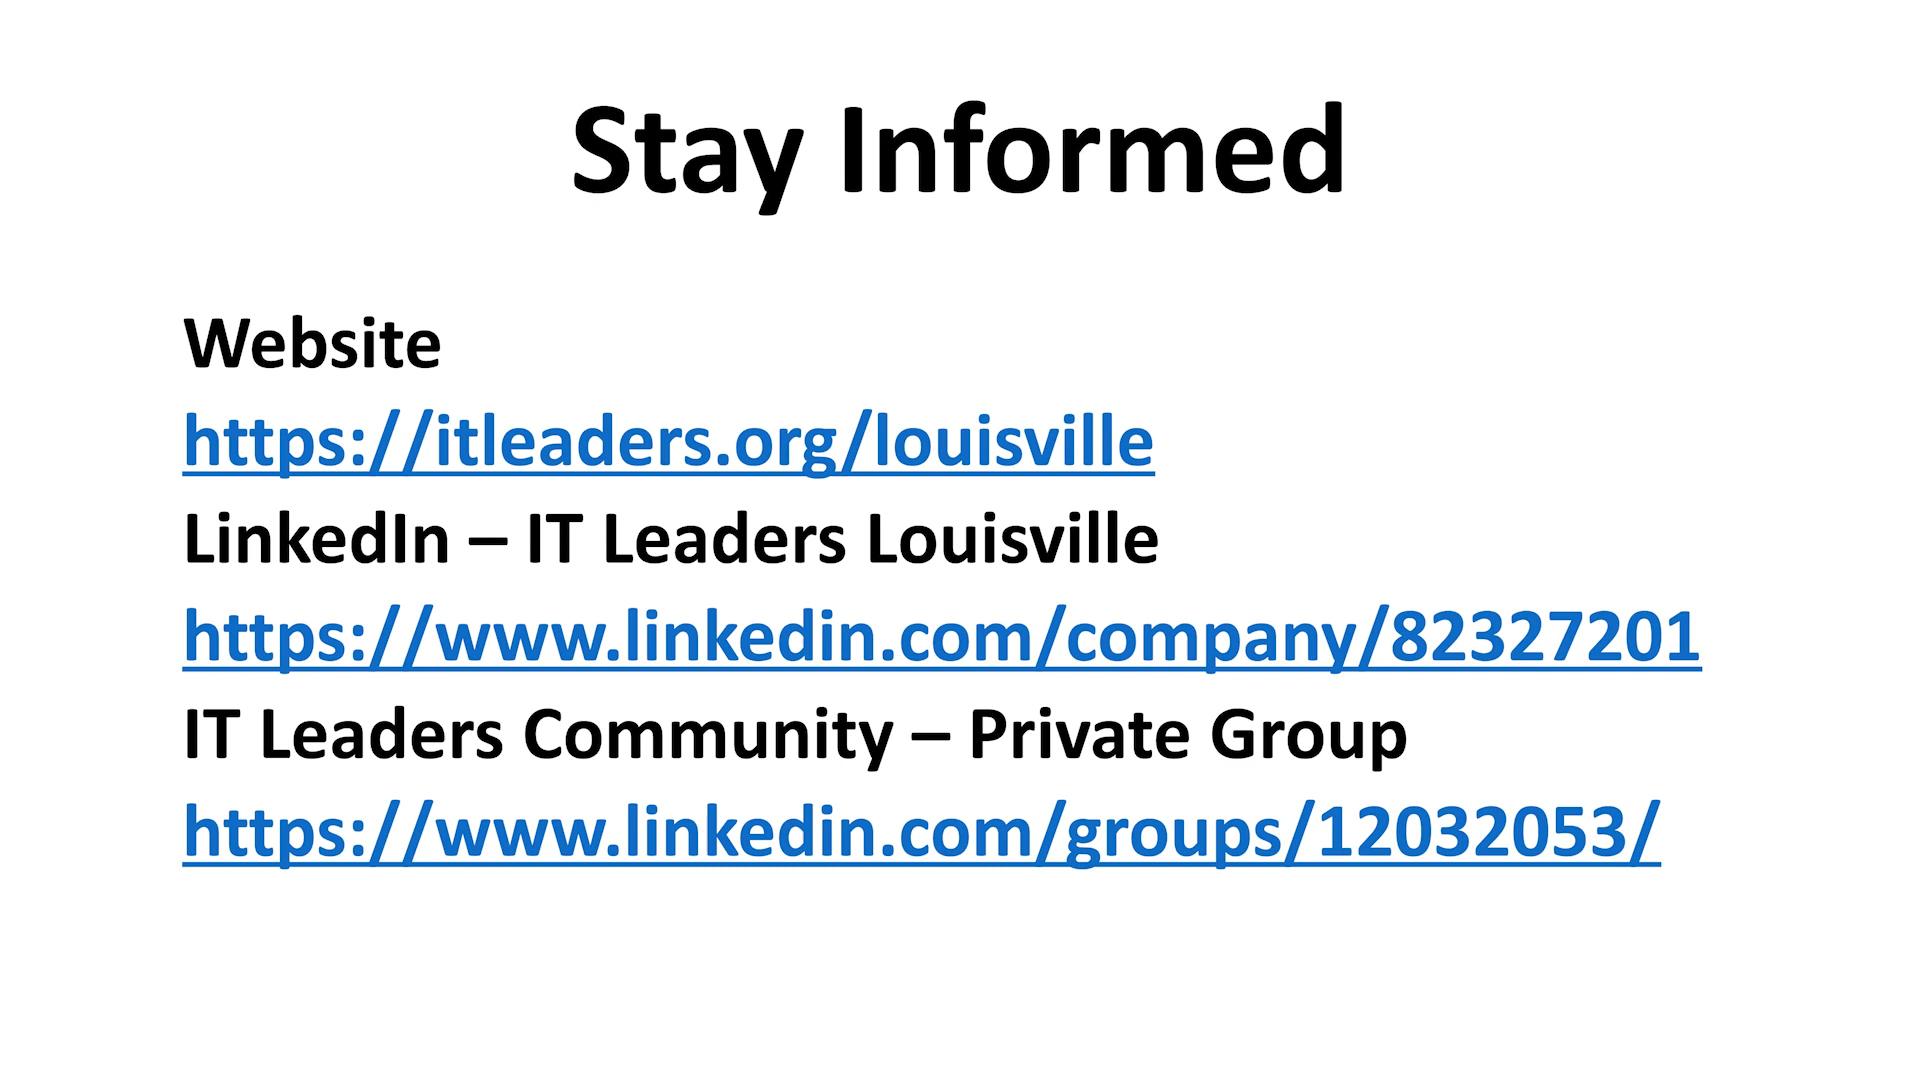 Stay Informed
Website
https://itleaders.org/louisville
LinkedIn – IT Leaders Louisville
https://www.linkedin.com/company/82327201
IT Leaders Community – Private Group
https://www.linkedin.com/groups/12032053/